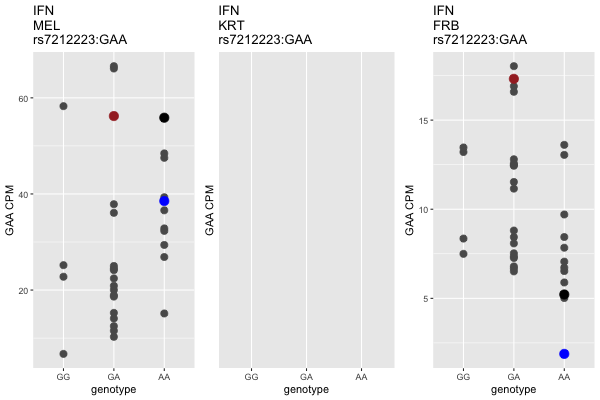 IFN
MEL
rs7212223:GAA
GAA CPM
60
40
20
GG GA AA
genotype
IFN
KRT
rs7212223:GAA
GAA CPM
GG GA AA
genotype
IFN
FRB
rs7212223:GAA
GAA CPM
15
10
5
GG GA AA
genotype